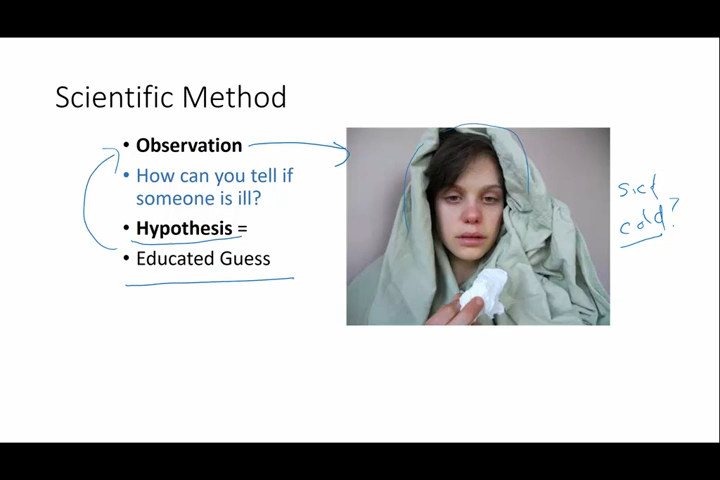 Scientific Method
• Observation
• How can you tell if
someone is ill?
• Hypothesis =
• Educated Guess
sick
cold?